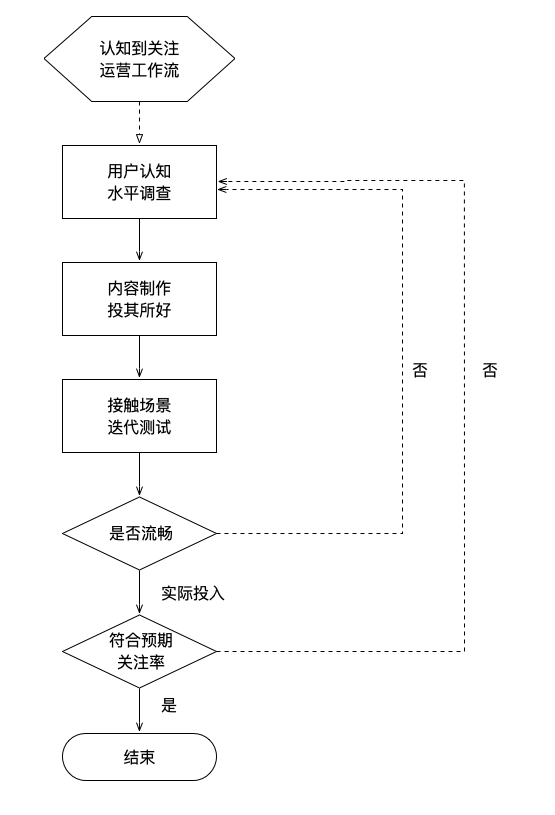 认知到关注
运营工作流
用户认知
水平调查
内容制作
投其所好
接触场景
迭代测试
否
否
是否流畅
实际投入
符合预期
关注率
是
结束